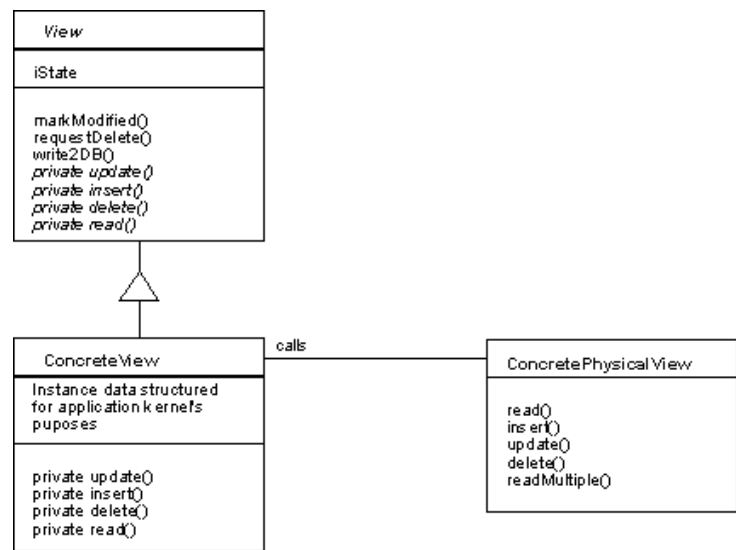 View
iState
markModified()
requestDelete()
write2DB()
private update()
private insert()
private delete()
private read()
ConcreteView
Instance data structured
for application kernel's
puposes
private update()
private insert()
private delete()
private read()
calls
ConcretePhysicalView
read()
insert()
update()
delete()
readMultiple()